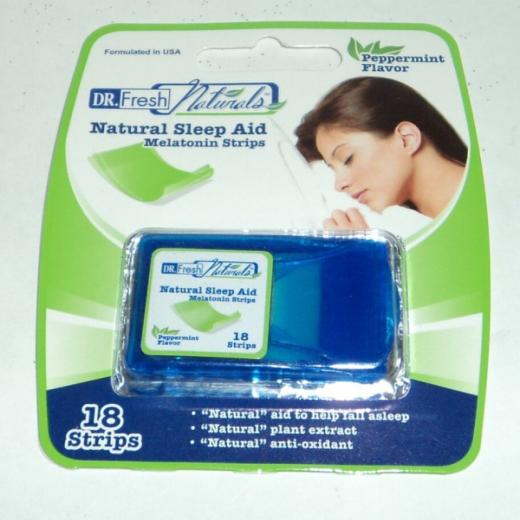 Formulated in USA
Peppermint
Flavor
DR. Fresh Naturals™
Natural Sleep Aid
Melatonin Strips
DR. Fresh Naturals
Natural Sleep Aid
Melatonin Strips
Peppermint
Flavor
18
Strips
18
Strips
• “Natural” aid to help fall asleep
• “Natural” plant extract
• “Natural” anti-oxidant